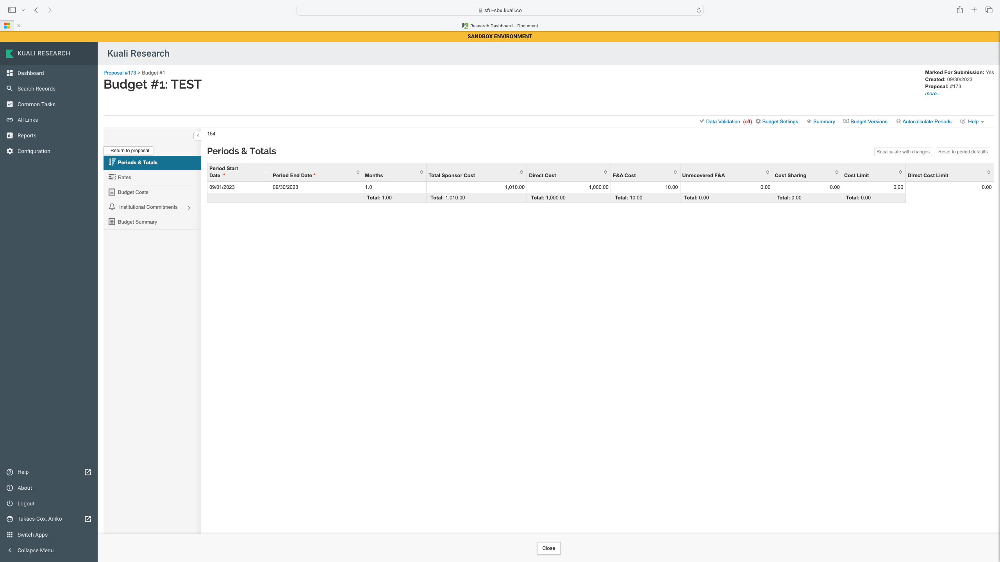 sfu-sbx.kuali.co
Research Dashboard - Document
SANDBOX ENVIRONMENT
KUALI RESEARCH
Kuali Research
Dashboard
Search Records
Common Tasks
All Links
Reports
Configuration
Proposal #173 > Budget #1
Budget #1: TEST
Marked For Submission: Yes
Created: 09/30/2023
Proposal: #173
more...
Data Validation (off) Budget Settings Summary Budget Versions Autocalculate Periods Help
154
Return to proposal
Periods & Totals
Rates
Budget Costs
Institutional Commitments
Budget Summary
Periods & Totals
Recalculate with changes Reset to period defaults
Period Start Date * Period End Date * Months Total Sponsor Cost Direct Cost F&A Cost Unrecovered F&A Cost Sharing Cost Limit Direct Cost Limit
09/01/2023 09/30/2023 1.0 1,010.00 1,000.00 10.00 0.00 0.00 0.00 0.00
Total: 1.00 Total: 1,010.00 Total: 1,000.00 Total: 10.00 Total: 0.00 Total: 0.00 Total: 0.00
Help
About
Logout
Takacs-Cox, Aniko
Switch Apps
Collapse Menu
Close